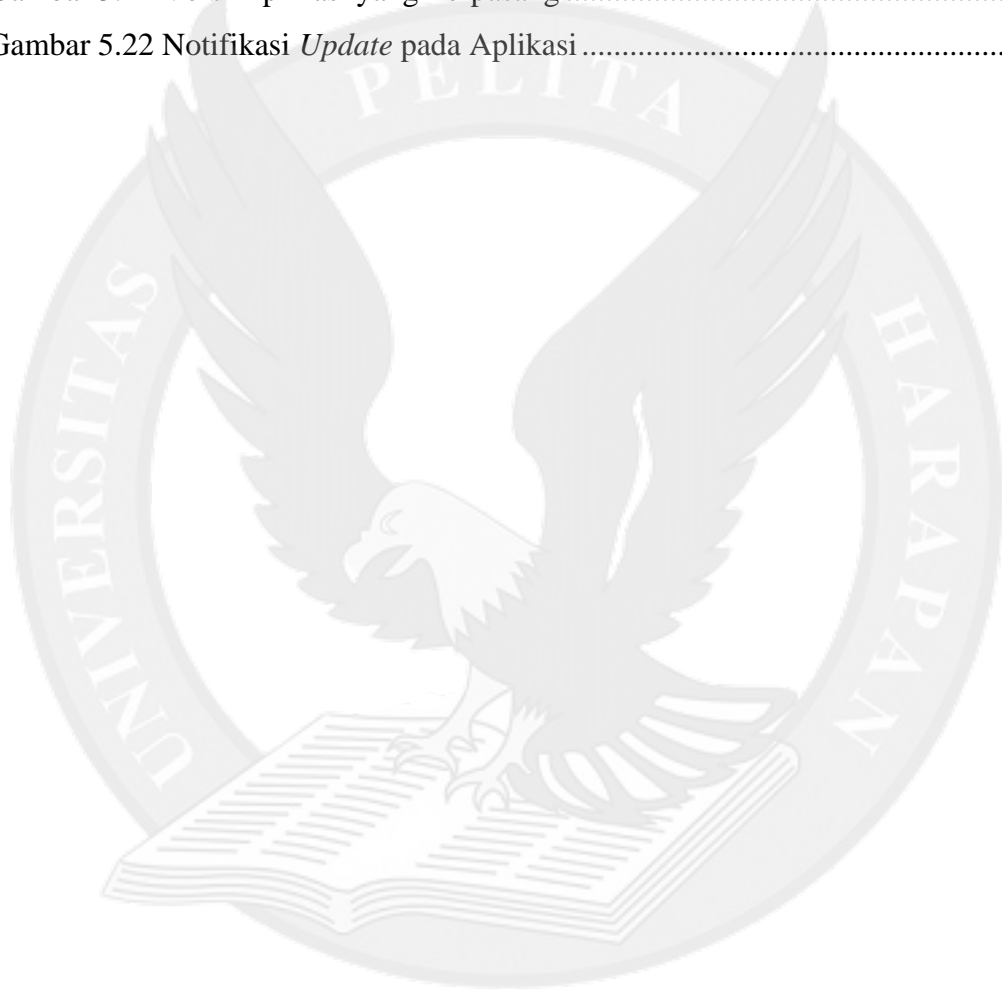 Gambar 5.22 Notifikasi Update pada Aplikasi ........................................................
PELITA
UNIVERSITAS
HARAPAN